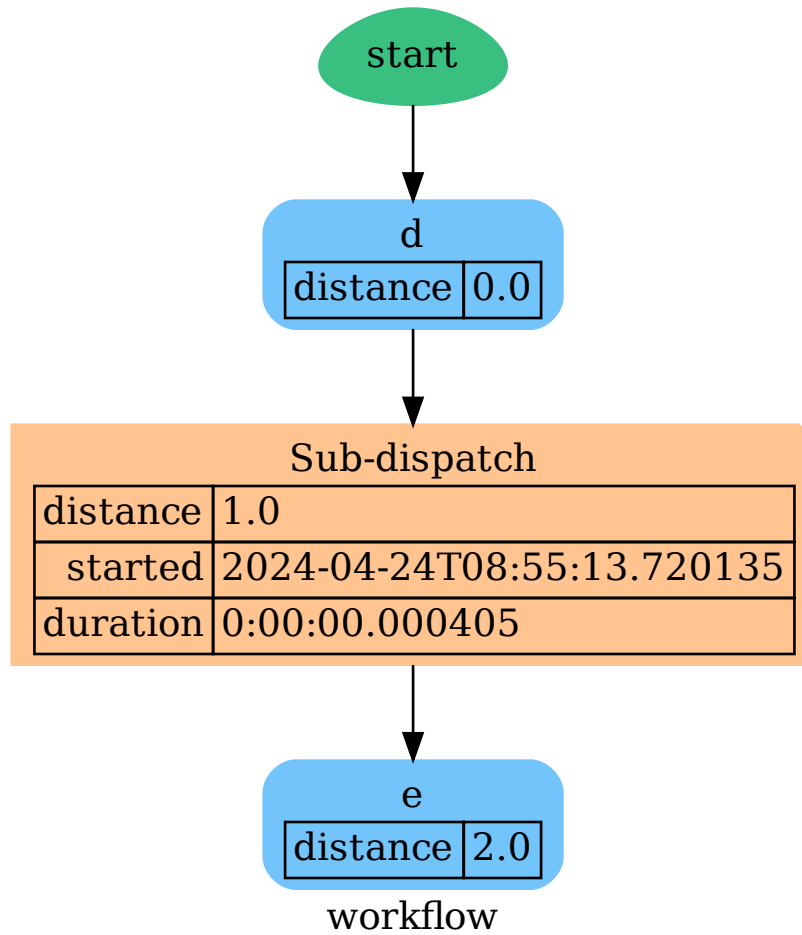 start
d
distance 0.0
Sub-dispatch
distance 1.0
started 2024-04-24T08:55:13.720135
duration 0:00:00.000405
e
distance 2.0
workflow